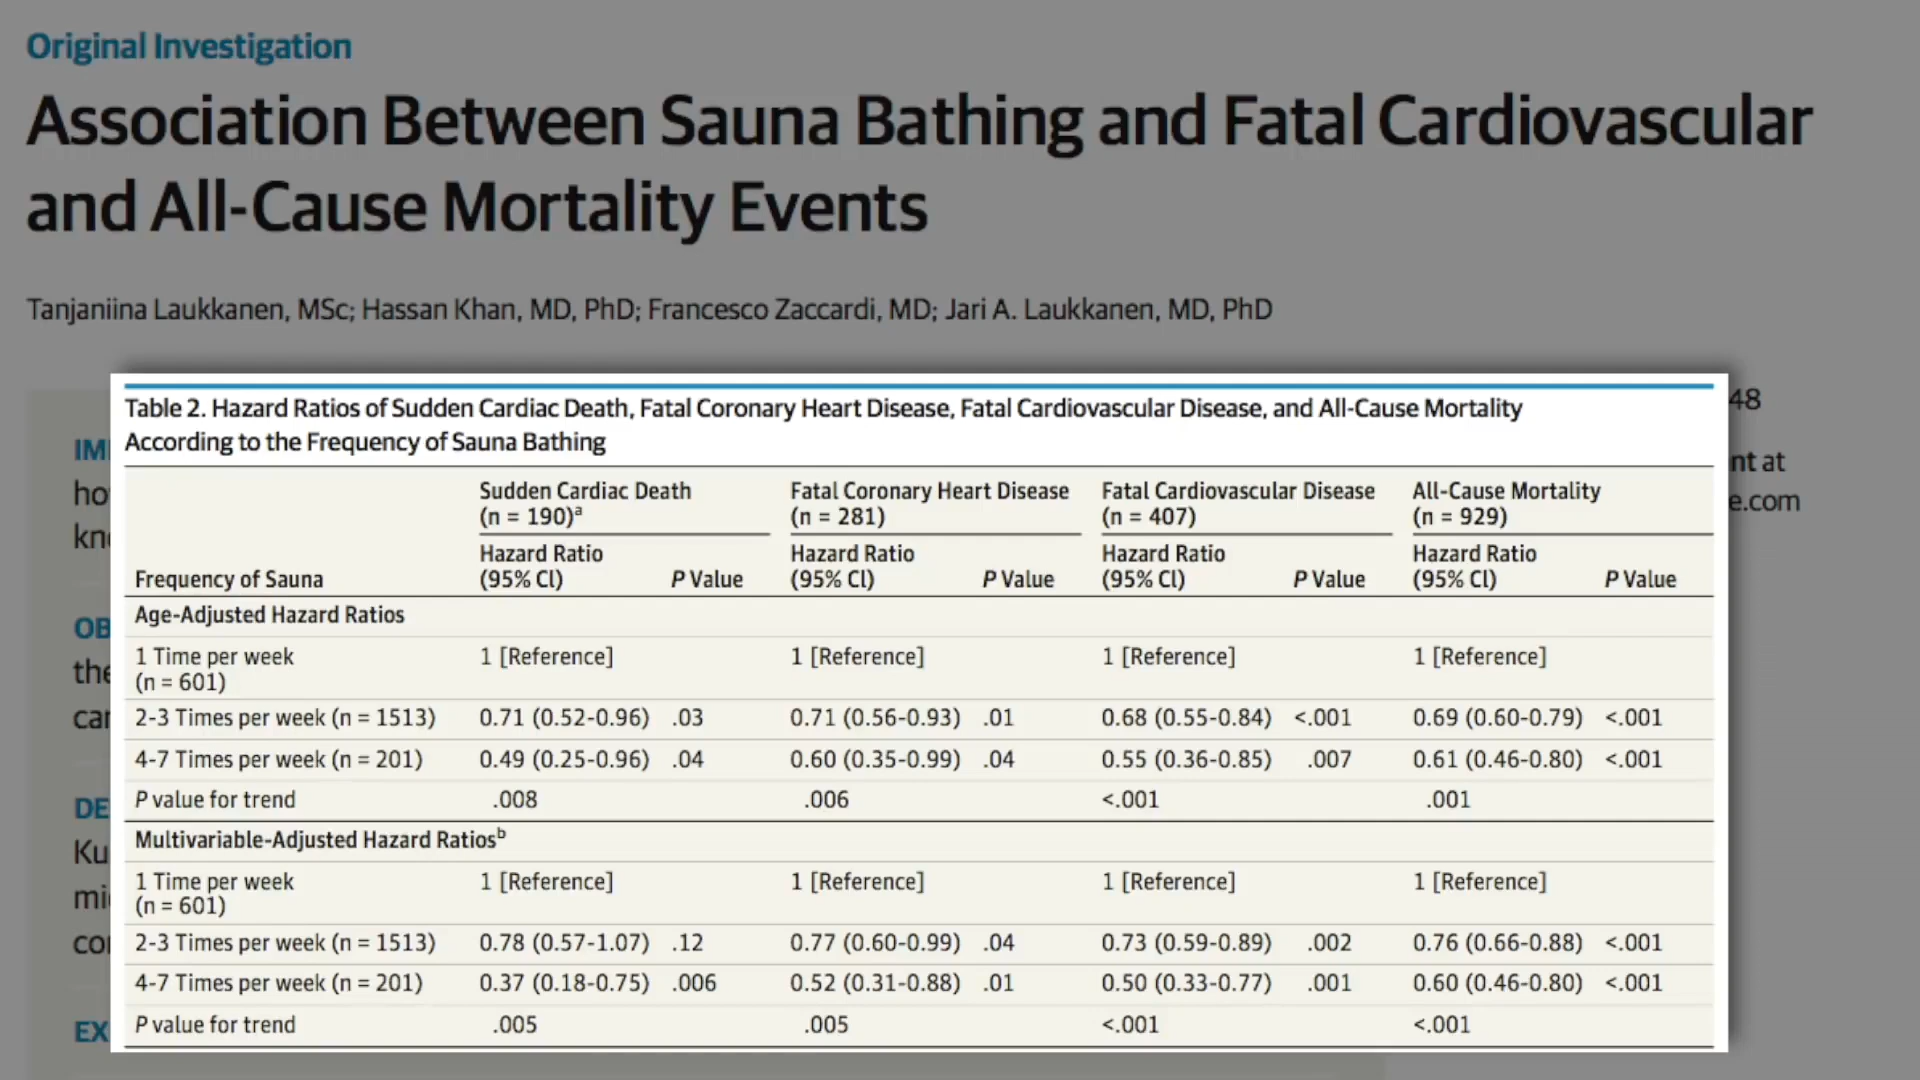 Original Investigation
Association Between Sauna Bathing and Fatal Cardiovascular
and All-Cause Mortality Events
Tanjaniina Laukkanen, MSc; Hassan Khan, MD, PhD; Francesco Zaccardi, MD; Jari A. Laukkanen, MD, PhD
Table 2. Hazard Ratios of Sudden Cardiac Death, Fatal Coronary Heart Disease, Fatal Cardiovascular Disease, and All-Cause Mortality
According to the Frequency of Sauna Bathing
Sudden Cardiac Death Fatal Coronary Heart Disease Fatal Cardiovascular Disease All-Cause Mortality
(n = 190)a (n = 281) (n = 407) (n = 929)
Hazard Ratio Hazard Ratio Hazard Ratio Hazard Ratio
Frequency of Sauna (95% CI) P Value (95% CI) P Value (95% CI) P Value (95% CI) P Value
Age-Adjusted Hazard Ratios
1 Time per week 1 [Reference] 1 [Reference] 1 [Reference] 1 [Reference]
(n = 601)
2-3 Times per week (n = 1513) 0.71 (0.52-0.96) .03 0.71 (0.56-0.93) .01 0.68 (0.55-0.84) <.001 0.69 (0.60-0.79) <.001
4-7 Times per week (n = 201) 0.49 (0.25-0.96) .04 0.60 (0.35-0.99) .04 0.55 (0.36-0.85) .007 0.61 (0.46-0.80) <.001
P value for trend .008 .006 <.001 .001
Multivariable-Adjusted Hazard Ratiosb
1 Time per week 1 [Reference] 1 [Reference] 1 [Reference] 1 [Reference]
(n = 601)
2-3 Times per week (n = 1513) 0.78 (0.57-1.07) .12 0.77 (0.60-0.99) .04 0.73 (0.59-0.89) .002 0.76 (0.66-0.88) <.001
4-7 Times per week (n = 201) 0.37 (0.18-0.75) .006 0.52 (0.31-0.88) .01 0.50 (0.33-0.77) .001 0.60 (0.46-0.80) <.001
P value for trend .005 .005 <.001 <.001
48
nt at
e.com